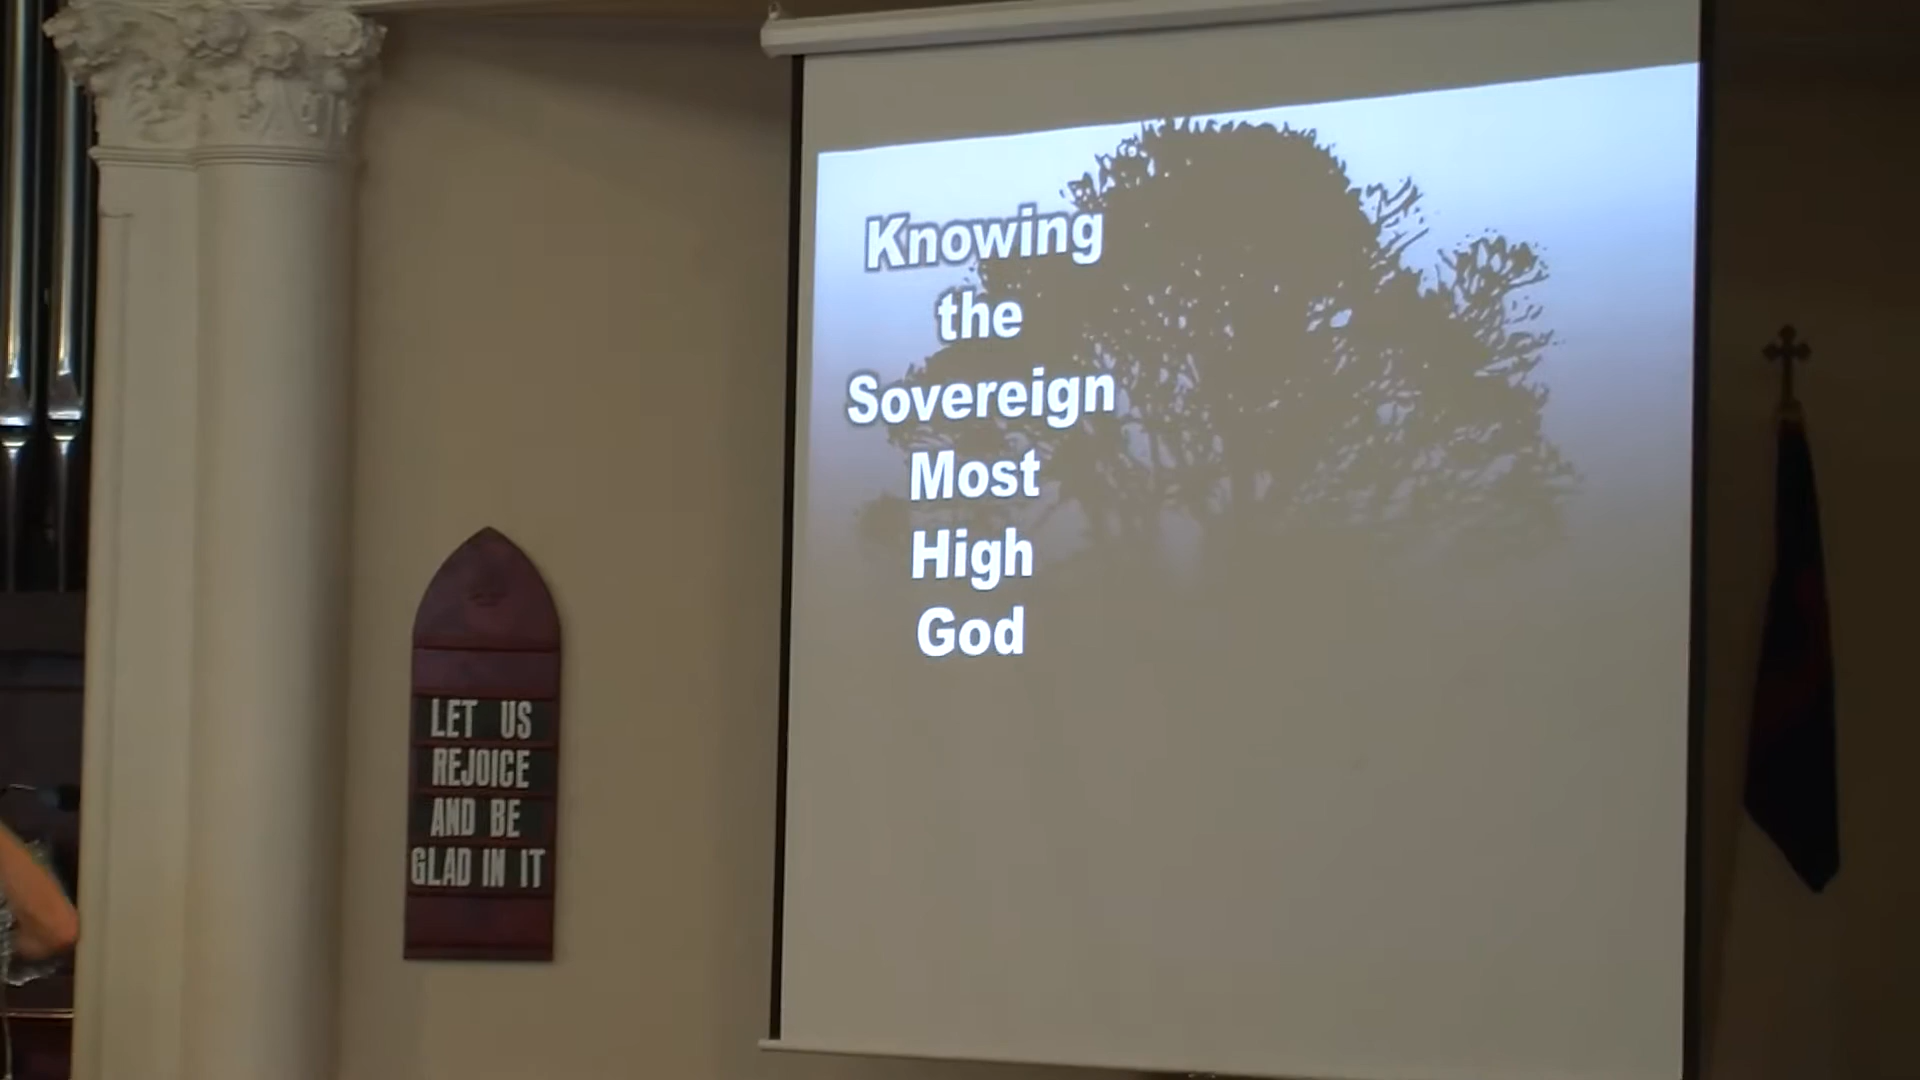 Knowing
the
Sovereign
Most
High
God
LET US
REJOICE
AND BE
GLAD IN IT